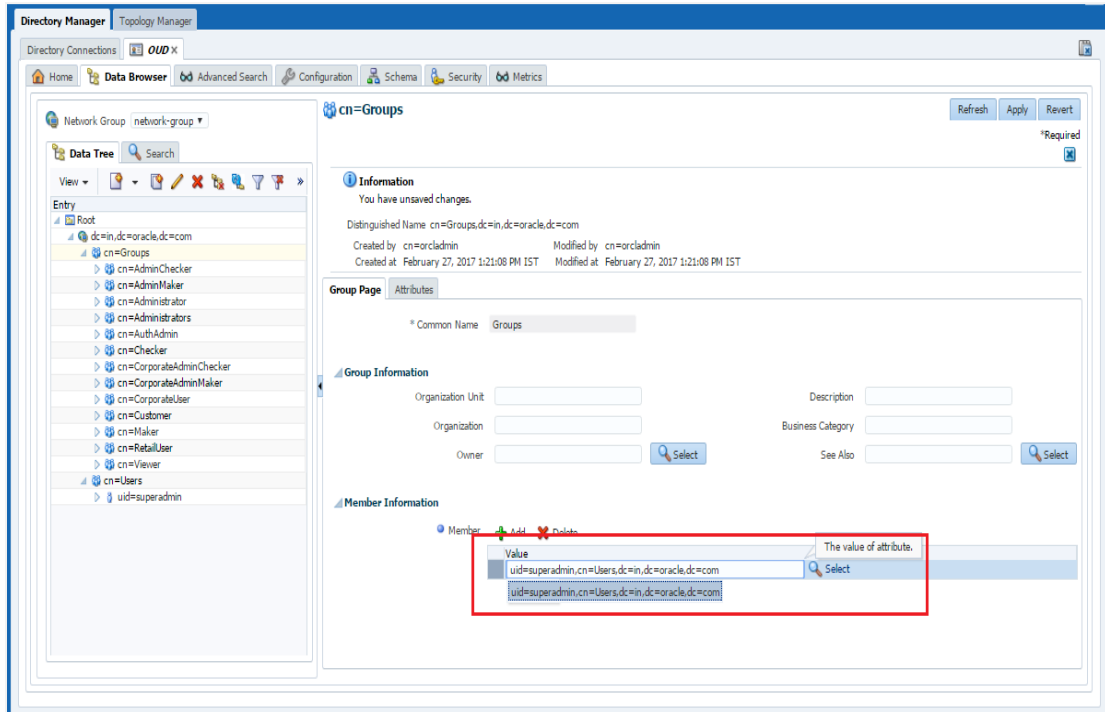 Directory Manager Topology Manager
Directory Connections OUD
Home Data Browser Advanced Search Configuration Schema Security Metrics
Network Group network-group
Data Tree Search
View »
Entry
Root
dc=in,dc=oracle,dc=com
cn=Groups
cn=AdminChecker
cn=AdminMaker
cn=Administrator
cn=Administrators
cn=AuthAdmin
cn=Checker
cn=CorporateAdminChecker
cn=CorporateAdminMaker
cn=CorporateUser
cn=Customer
cn=Maker
cn=RetailUser
cn=Viewer
cn=Users
uid=superadmin
cn=Groups Refresh Apply Revert
*Required
Information
You have unsaved changes.
Distinguished Name cn=Groups,dc=in,dc=oracle,dc=com
Created by cn=orcladmin Modified by cn=orcladmin
Created at February 27, 2017 1:21:08 PM IST Modified at February 27, 2017 1:21:08 PM IST
Group Page Attributes
* Common Name Groups
Group Information
Organization Unit Description
Organization Business Category
Owner Select See Also Select
Member Information
Member Add Delete
Value The value of attribute.
uid=superadmin,cn=Users,dc=in,dc=oracle,dc=com Select
uid=superadmin,cn=Users,dc=in,dc=oracle,dc=com